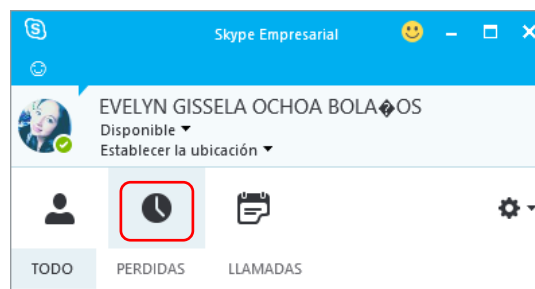 Skype Empresarial
EVELYN GISSELA OCHOA BOLA�OS
Disponible
Establecer la ubicación
TODO PERDIDAS LLAMADAS